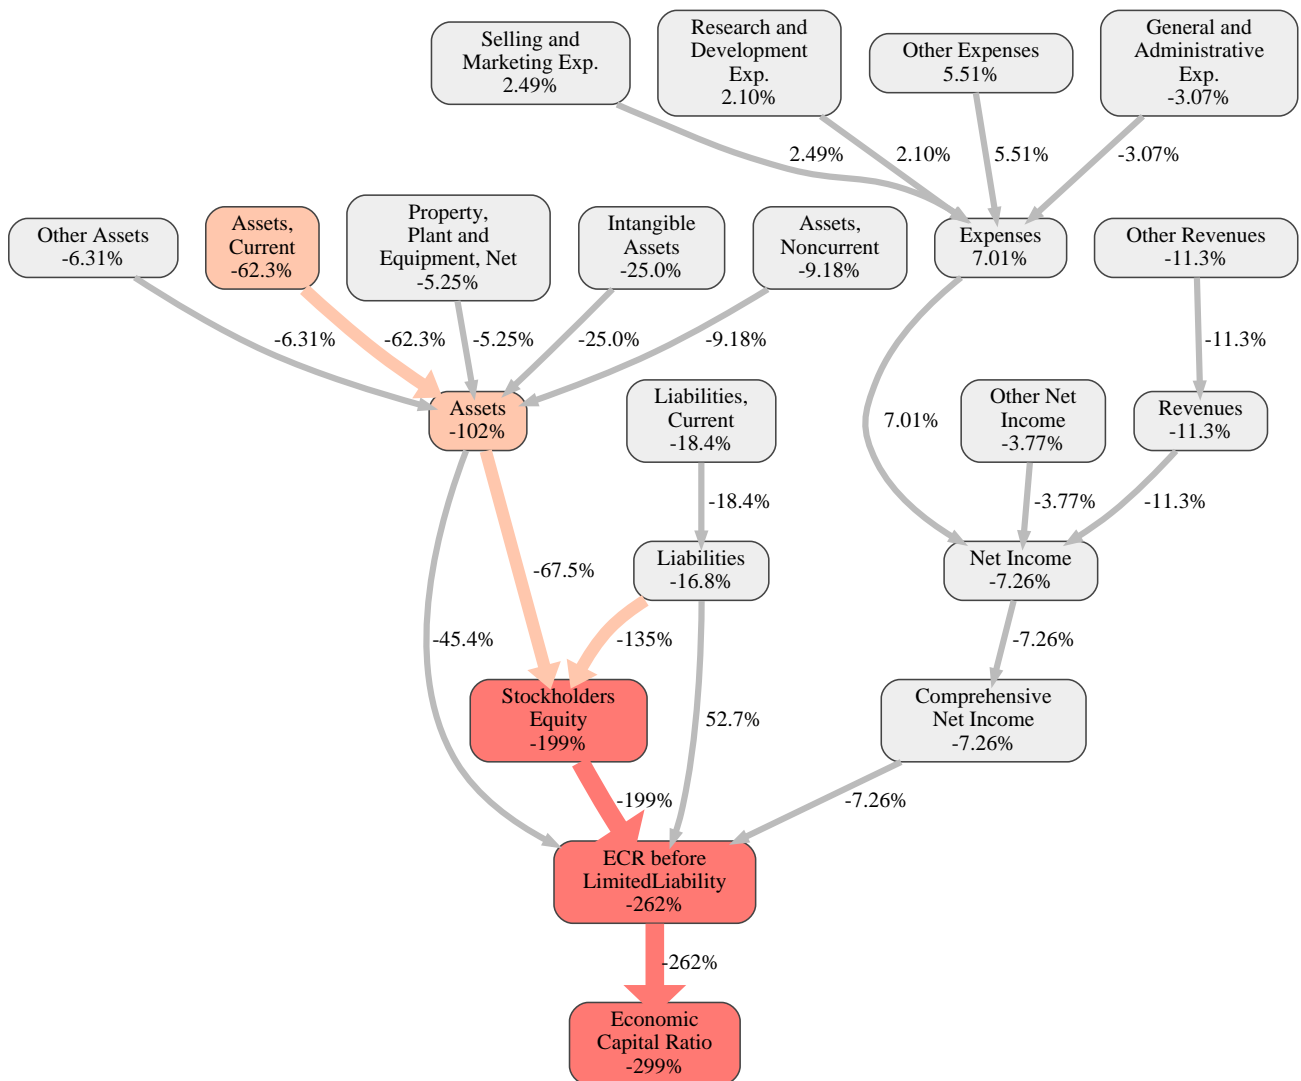 Selling and
Marketing Exp.
2.49%
Research and
Development
Exp.
2.10%
Other Expenses
5.51%
General and
Administrative
Exp.
-3.07%
2.49%
2.10%
5.51%
-3.07%
Other Assets
-6.31%
Assets,
Current
-62.3%
Property,
Plant and
Equipment, Net
-5.25%
Intangible
Assets
-25.0%
Assets,
Noncurrent
-9.18%
Expenses
7.01%
Other Revenues
-11.3%
-6.31%
-62.3%
-5.25%
-25.0%
-9.18%
-11.3%
Assets
-102%
Liabilities,
Current
-18.4%
7.01%
Other Net
Income
-3.77%
Revenues
-11.3%
-18.4%
-3.77%
-11.3%
-67.5%
Liabilities
-16.8%
Net Income
-7.26%
-45.4%
-135%
-7.26%
Stockholders
Equity
-199%
52.7%
Comprehensive
Net Income
-7.26%
-199%
-7.26%
ECR before
LimitedLiability
-262%
-262%
Economic
Capital Ratio
-299%